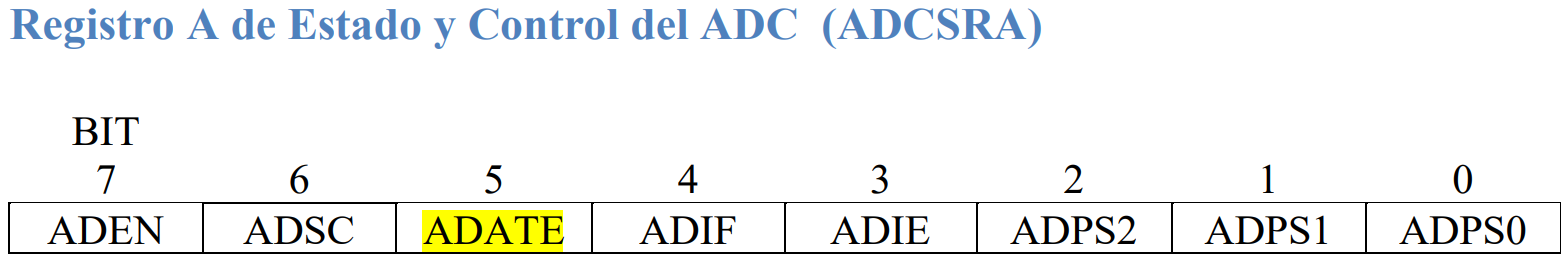 Registro A de Estado y Control del ADC (ADCSRA)
BIT
7 6 5 4 3 2 1 0
ADEN ADSC ADATE ADIF ADIE ADPS2 ADPS1 ADPS0